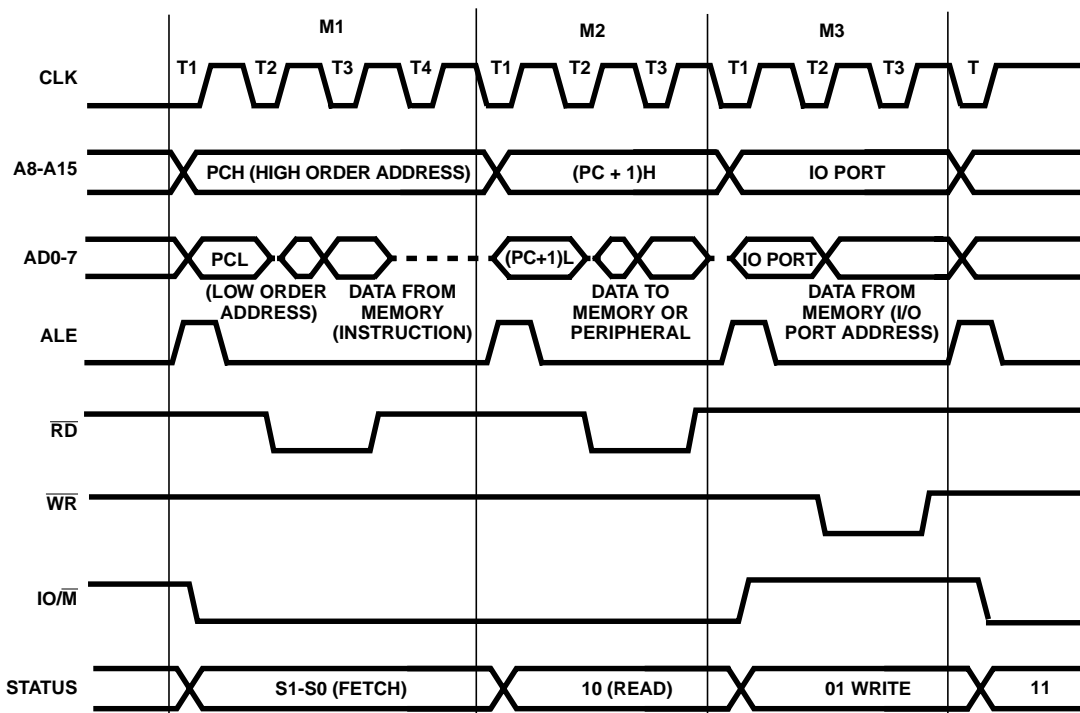 M1 M2 M3
CLK T1 T2 T3 T4 T1 T2 T3 T1 T2 T3 T
A8-A15 PCH (HIGH ORDER ADDRESS) (PC + 1)H IO PORT
AD0-7 PCL (PC+1)L IO PORT
(LOW ORDER
ADDRESS)
DATA FROM
MEMORY
(INSTRUCTION)
DATA TO
MEMORY OR
PERIPHERAL
DATA FROM
MEMORY (I/O
PORT ADDRESS)
ALE
R̅D̅
W̅R̅
IO/M̅
STATUS S1-S0 (FETCH) 10 (READ) 01 WRITE 11